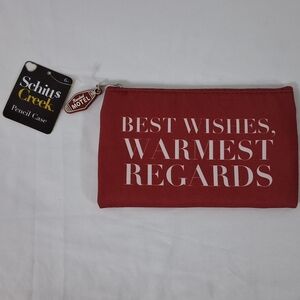 Schitt's
Creek
Pencil Case
MOTEL
BEST WISHES,
WARMEST
REGARDS